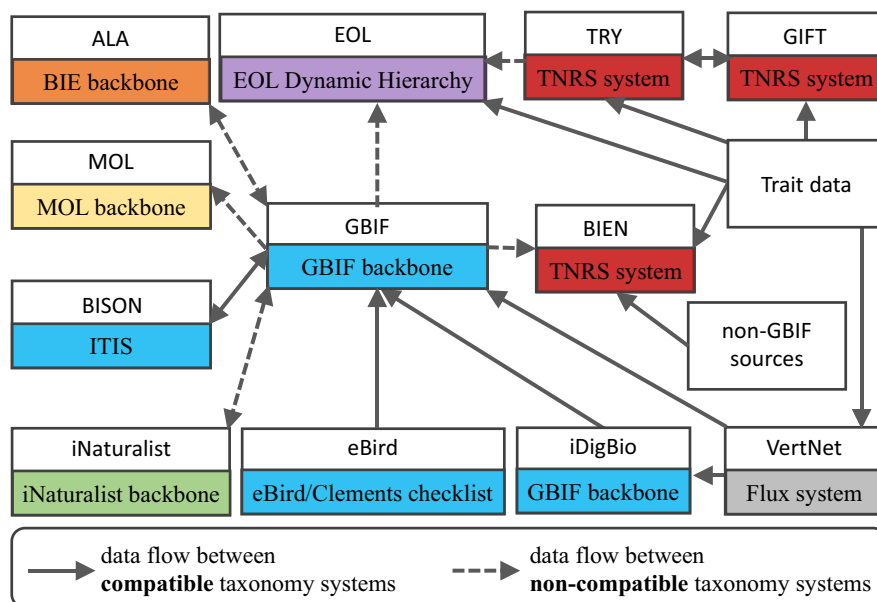 ALA
BIE backbone
EOL
EOL Dynamic Hierarchy
TRY
TNRS system
GIFT
TNRS system
MOL
MOL backbone
Trait data
GBIF
GBIF backbone
BIEN
TNRS system
BISON
ITIS
non-GBIF
sources
iNaturalist
iNaturalist backbone
eBird
eBird/Clements checklist
iDigBio
GBIF backbone
VertNet
Flux system
data flow between
compatible taxonomy systems
data flow between
non-compatible taxonomy systems